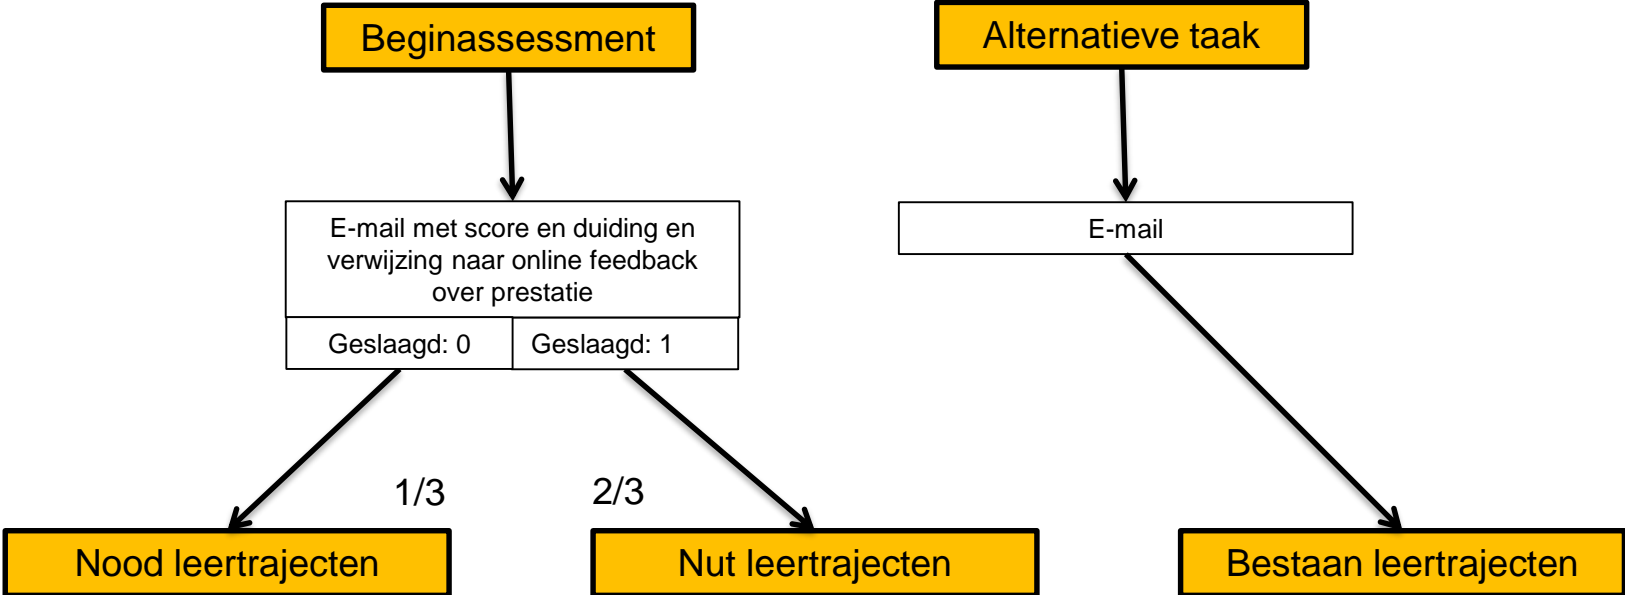 Beginassessment
Alternatieve taak
E-mail met score en duiding en
verwijzing naar online feedback
over prestatie
E-mail
Geslaagd: 0
Geslaagd: 1
1/3
2/3
Nood leertrajecten
Nut leertrajecten
Bestaan leertrajecten